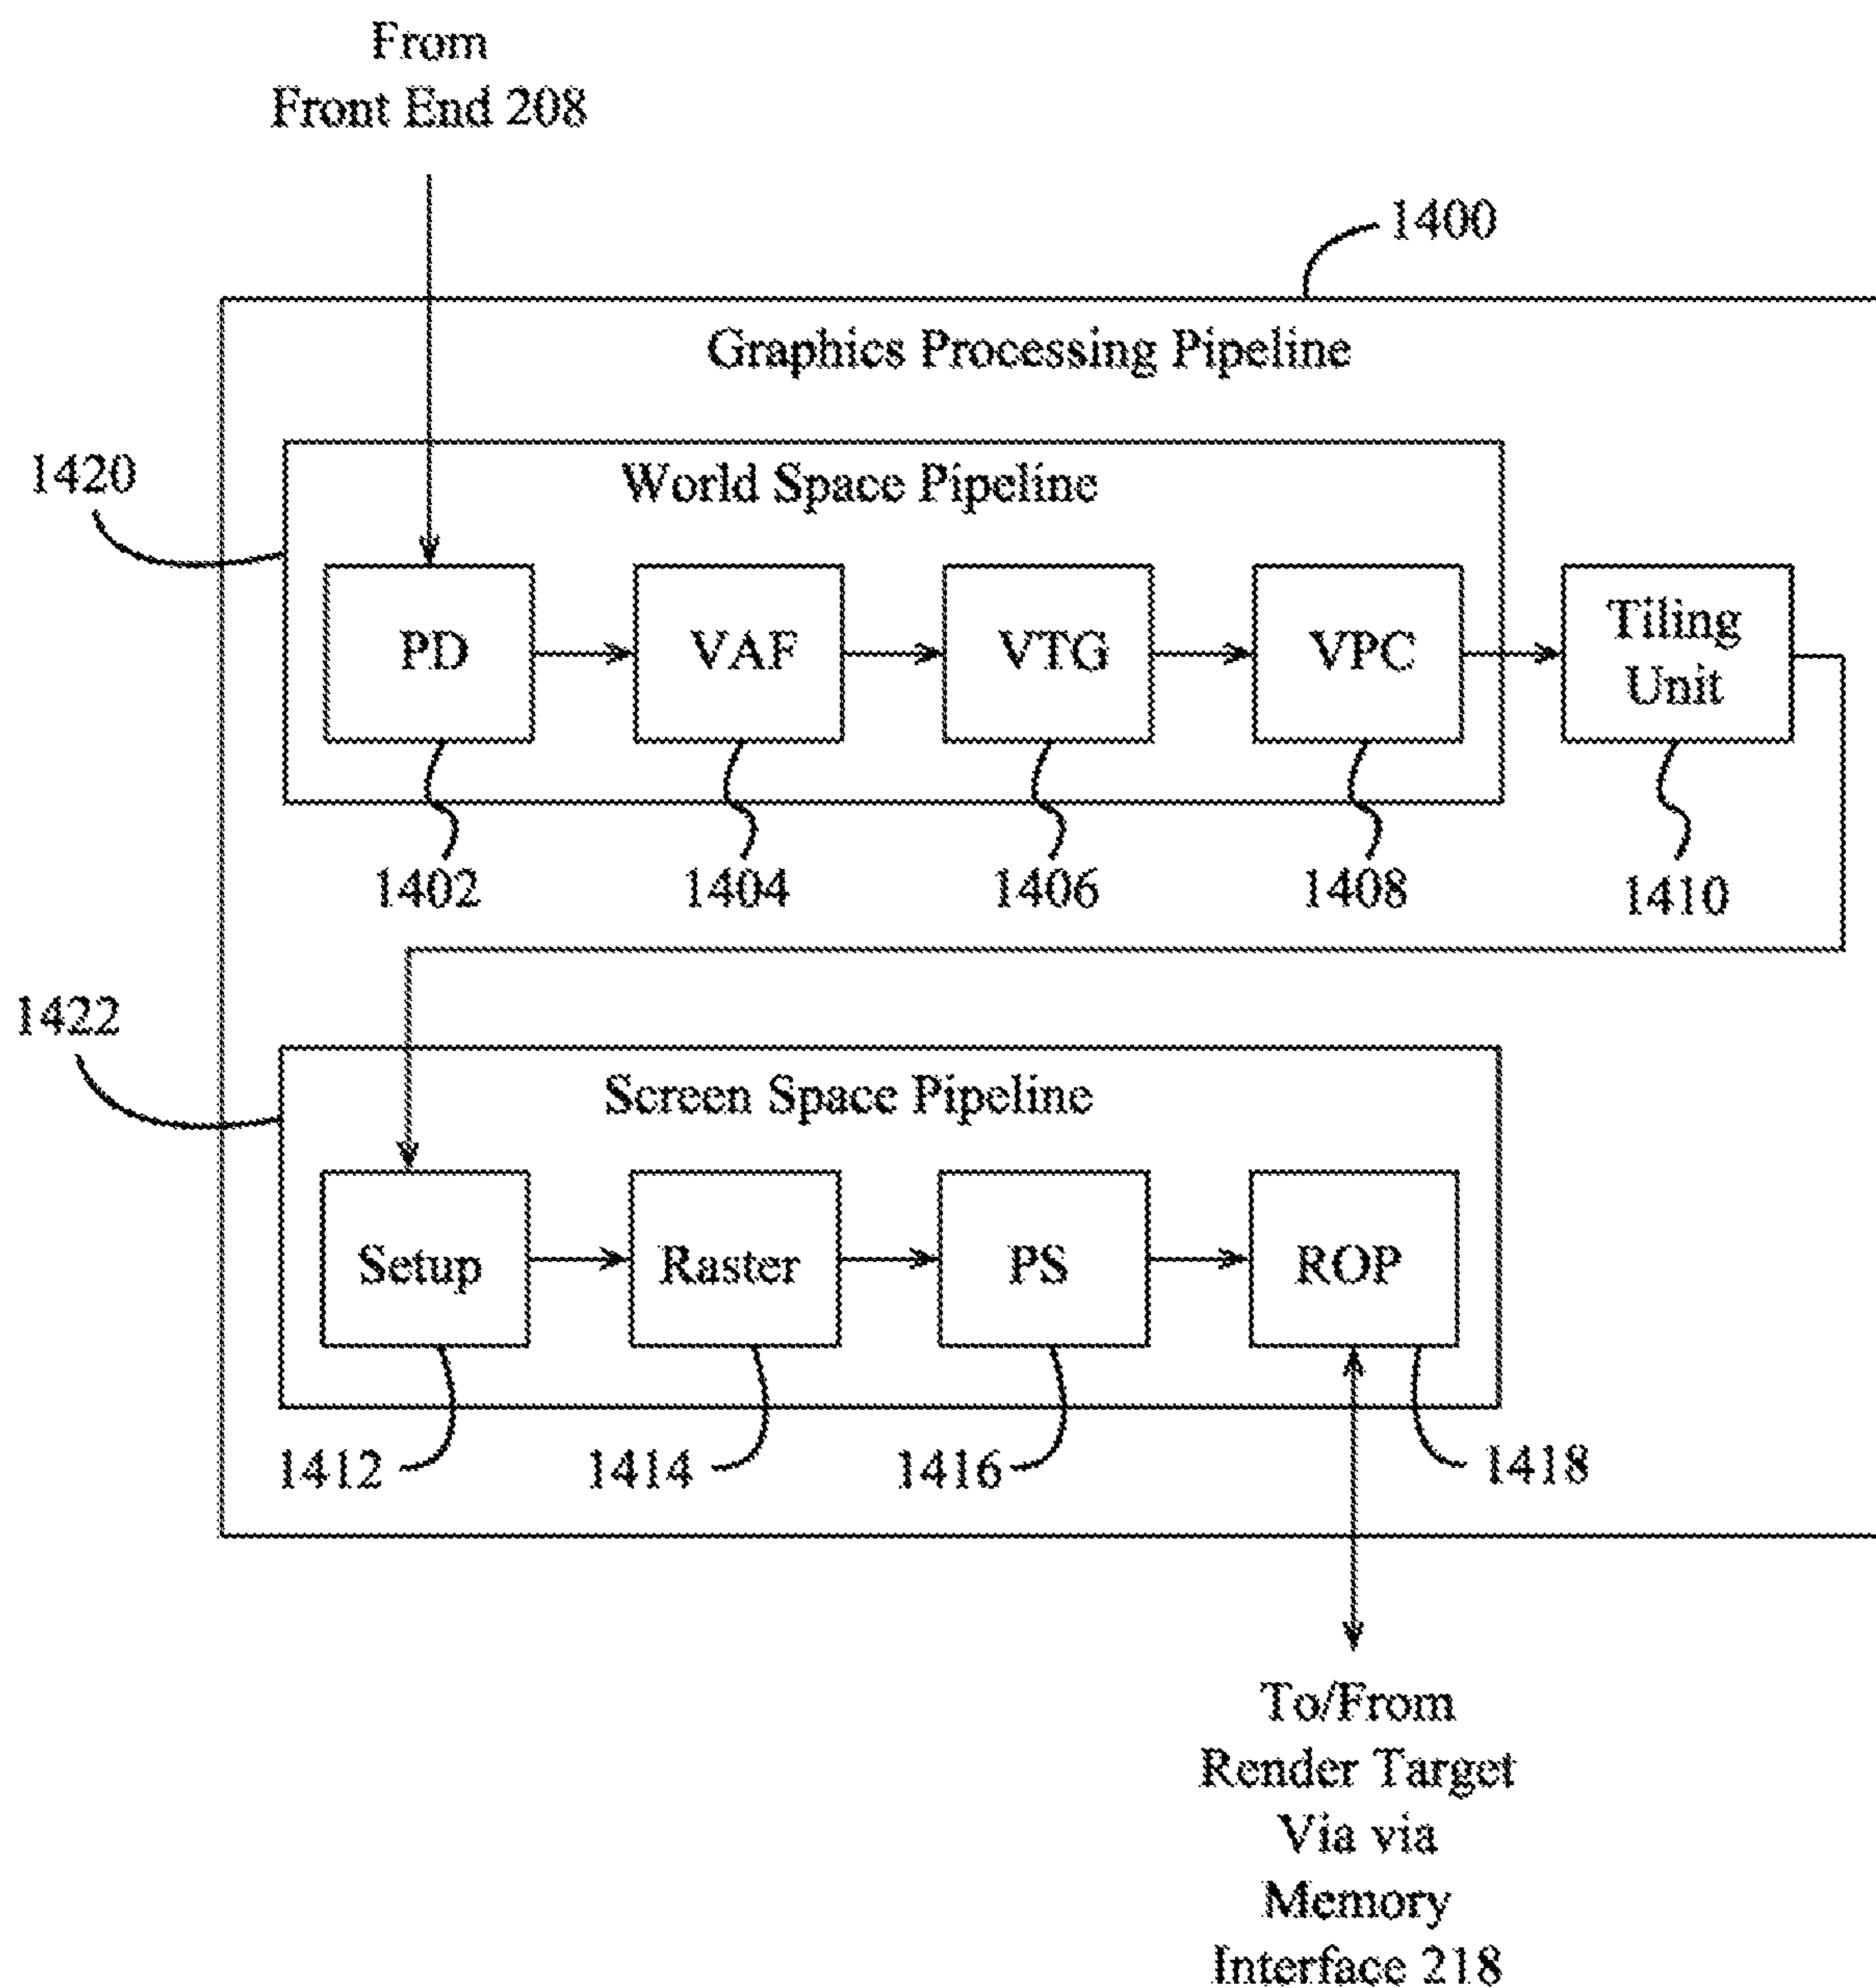 From
Front End 208
1400
Graphics Processing Pipeline
1420
World Space Pipeline
PD
VAF
VTG
VPC
Tiling
Unit
1402
1404
1406
1408
1410
1422
Screen Space Pipeline
Setup
Raster
PS
ROP
1412
1414
1416
1418
To/From
Render Target
Via via
Memory
Interface 218